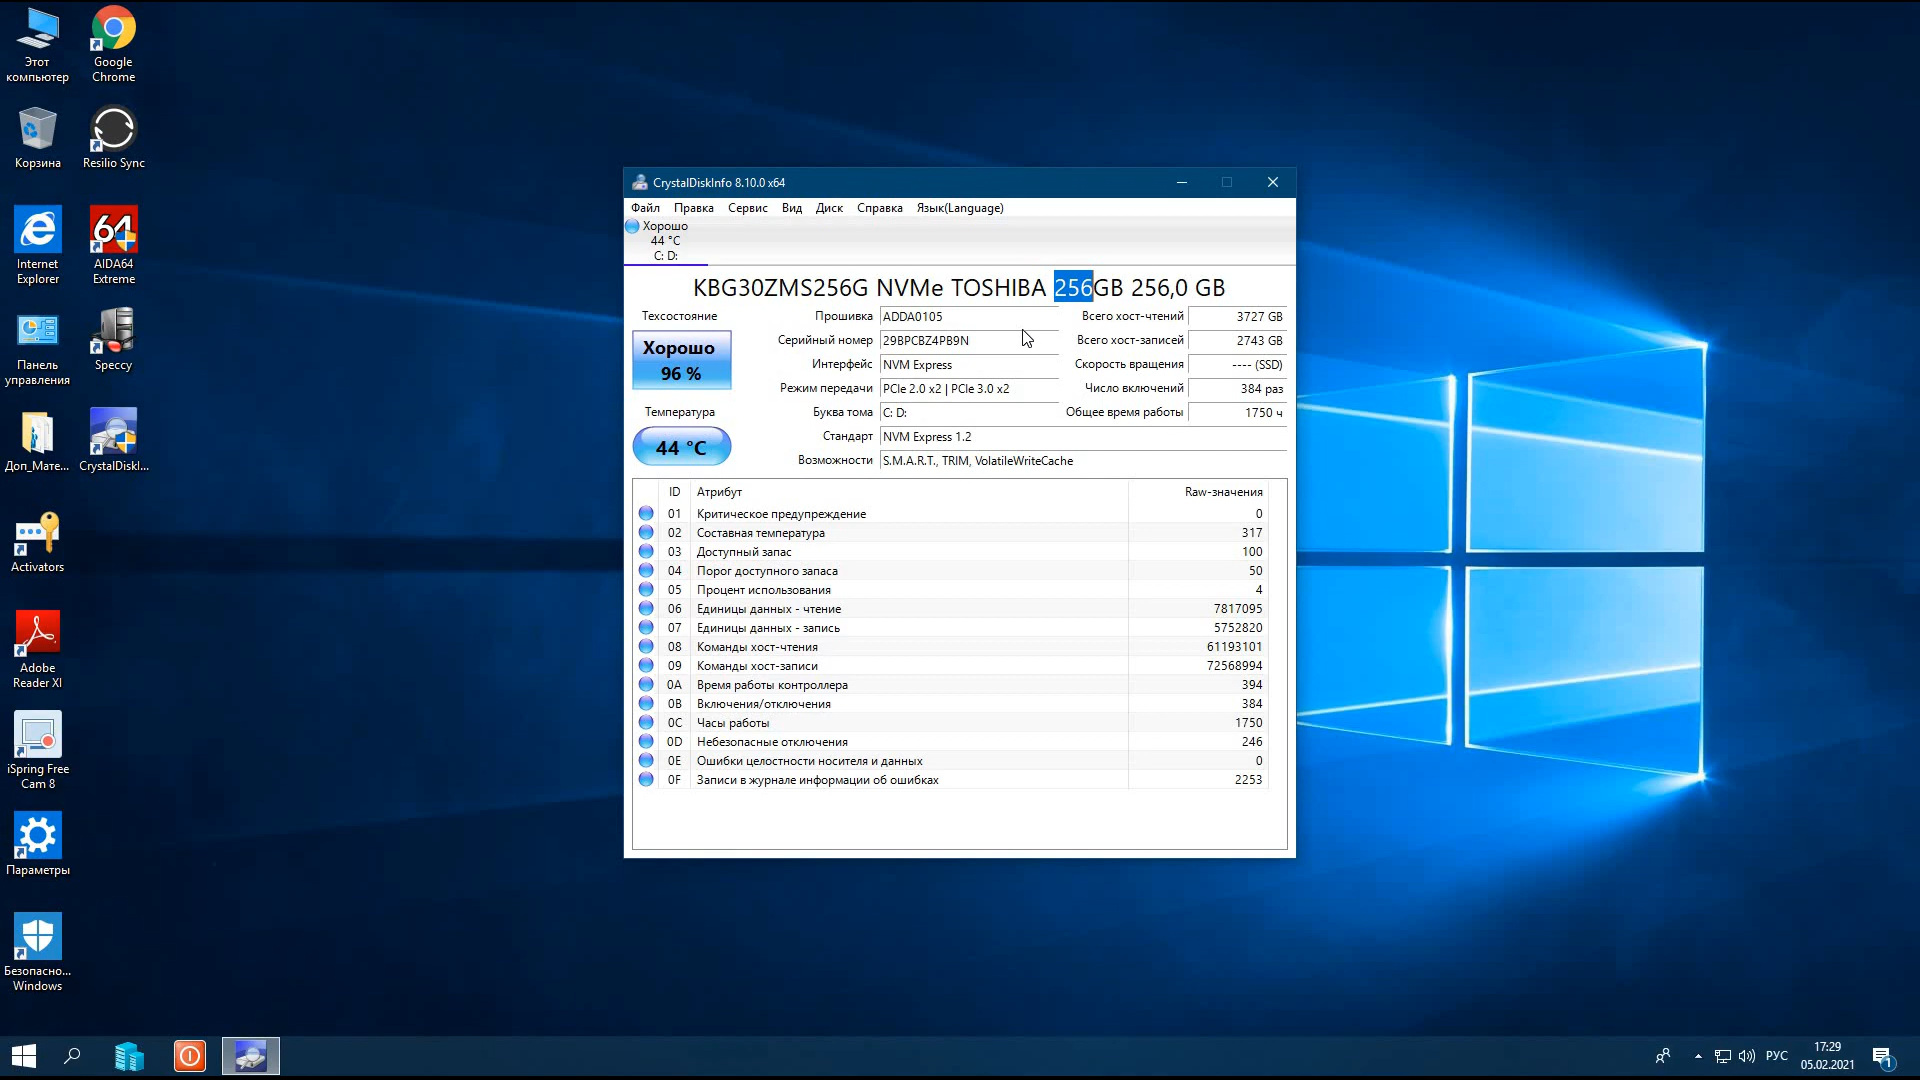 Этот
компьютер
Google
Chrome
Корзина
Resilio Sync
Internet
Explorer
64
AIDA64
Extreme
Панель
управления
Speccy
Доп_Мате...
CrystalDiskI...
Activators
Adobe
Reader XI
iSpring Free
Cam 8
Параметры
Безопасно...
Windows
CrystalDiskInfo 8.10.0 x64
Файл Правка Сервис Вид Диск Справка Язык(Language)
Хорошо
44 °C
C: D:
KBG30ZMS256G NVMe TOSHIBA 256GB 256,0 GB
Техсостояние
Хорошо
96 %
Температура
44 °C
Прошивка ADDA0105
Серийный номер 29BPCBZ4PB9N
Интерфейс NVM Express
Режим передачи PCIe 2.0 x2 | PCIe 3.0 x2
Буква тома C: D:
Стандарт NVM Express 1.2
Возможности S.M.A.R.T., TRIM, VolatileWriteCache
Всего хост-чтений 3727 GB
Всего хост-записей 2743 GB
Скорость вращения ---- (SSD)
Число включений 384 раз
Общее время работы 1750 ч
ID Атрибут Raw-значения
01 Критическое предупреждение 0
02 Составная температура 317
03 Доступный запас 100
04 Порог доступного запаса 50
05 Процент использования 4
06 Единицы данных - чтение 7817095
07 Единицы данных - запись 5752820
08 Команды хост-чтения 61193101
09 Команды хост-записи 72568994
0A Время работы контроллера 394
0B Включения/отключения 384
0C Часы работы 1750
0D Небезопасные отключения 246
0E Ошибки целостности носителя и данных 0
0F Записи в журнале информации об ошибках 2253
РУС
17:29
05.02.2021
1